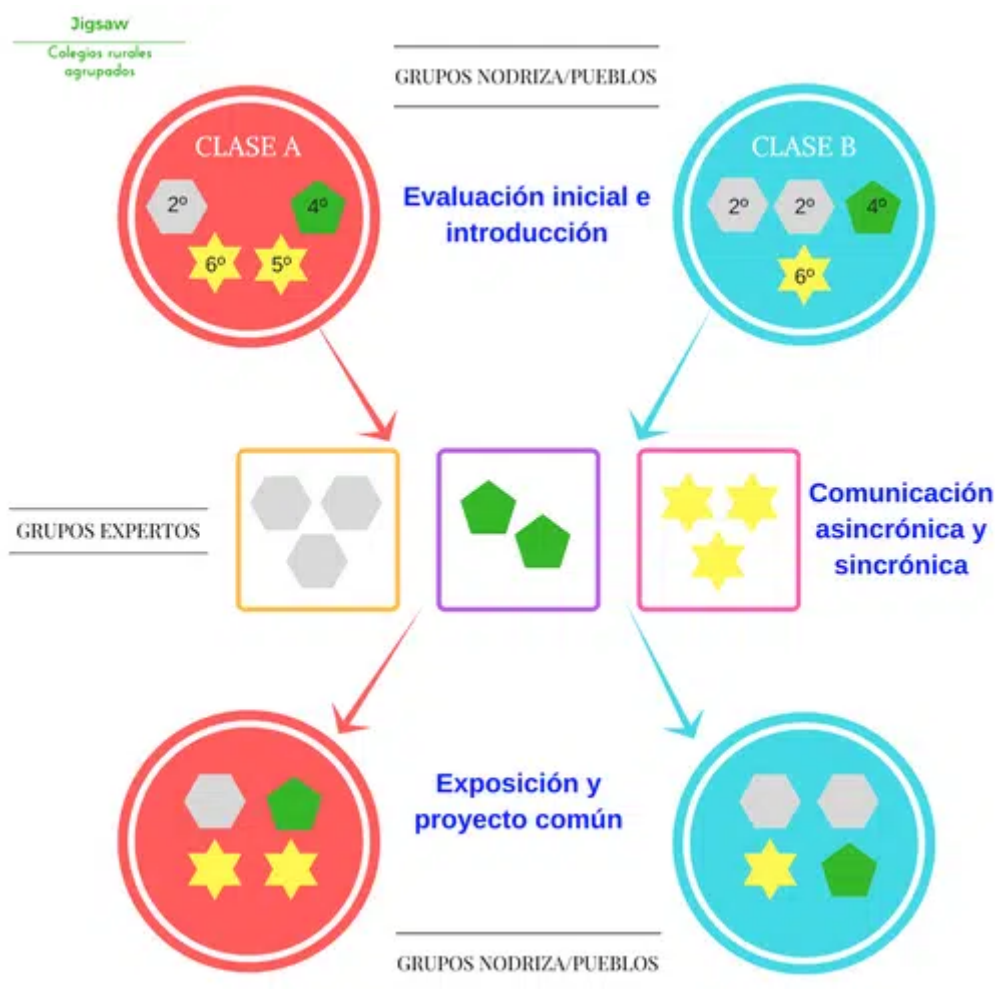 Jigsaw
Colegios rurales
agrupados
GRUPOS NODRIZA/PUEBLOS
CLASE A
2º
4º
6º
5º
Evaluación inicial e
introducción
CLASE B
2º
2º
4º
6º
GRUPOS EXPERTOS
Comunicación
asincrónica y
sincrónica
Exposición y
proyecto común
GRUPOS NODRIZA/PUEBLOS